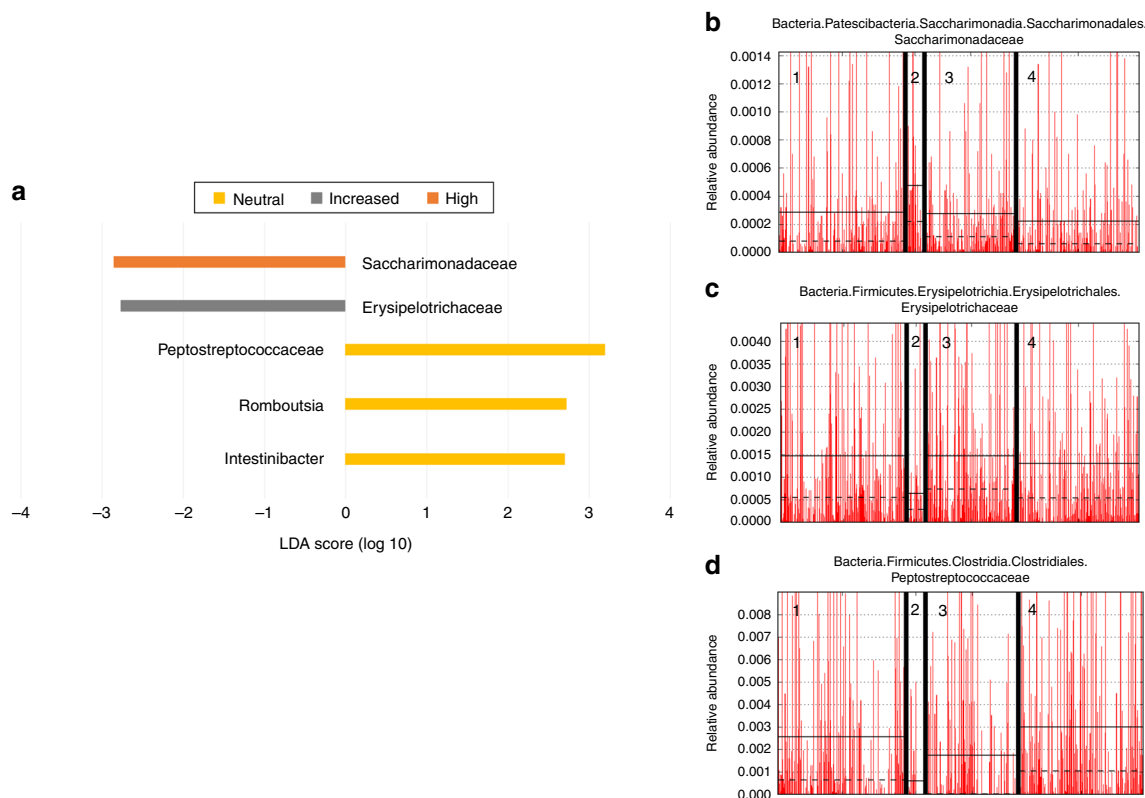 a
Neutral Increased High
Saccharimonadaceae
Erysipelotrichaceae
Peptostreptococcaceae
Romboutsia
Intestinibacter
–4 –3 –2 –1 0 1 2 3 4
LDA score (log 10)
b
Bacteria.Patescibacteria.Saccharimonadia.Saccharimonadales.
Saccharimonadaceae
Relative abundance
0.0014
0.0012
0.0010
0.0008
0.0006
0.0004
0.0002
0.0000
1 2 3 4
c
Bacteria.Firmicutes.Erysipelotrichia.Erysipelotrichales.
Erysipelotrichaceae
Relative abundance
0.0040
0.0035
0.0030
0.0025
0.0020
0.0015
0.0010
0.0005
0.0000
1 2 3 4
d
Bacteria.Firmicutes.Clostridia.Clostridiales.
Peptostreptococcaceae
Relative abundance
0.008
0.007
0.006
0.005
0.004
0.003
0.002
0.001
0.000
1 2 3 4